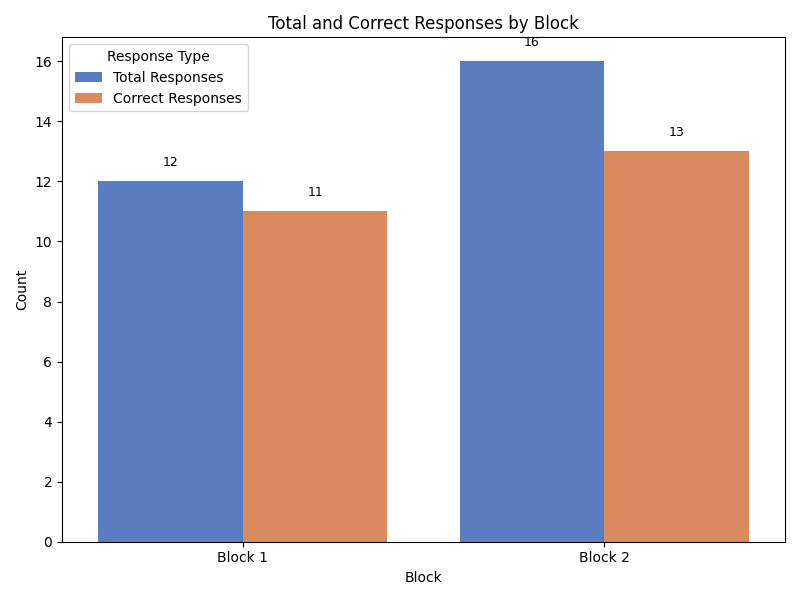 Total and Correct Responses by Block
Response Type
Total Responses
Correct Responses
16
12
11
13
16
14
12
10
8
6
4
2
0
Count
Block 1
Block 2
Block